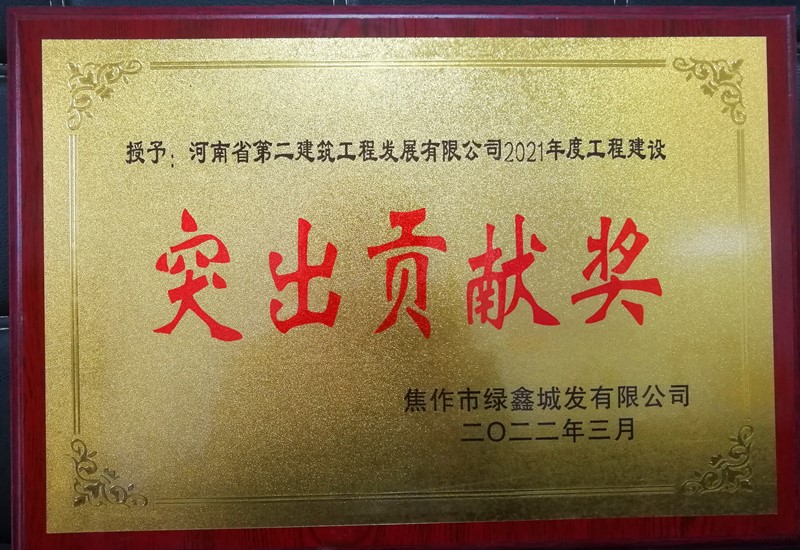 授予：河南省第二建筑工程发展有限公司2021年度工程建设
突出贡献奖
焦作市绿鑫城发有限公司
二〇二二年三月